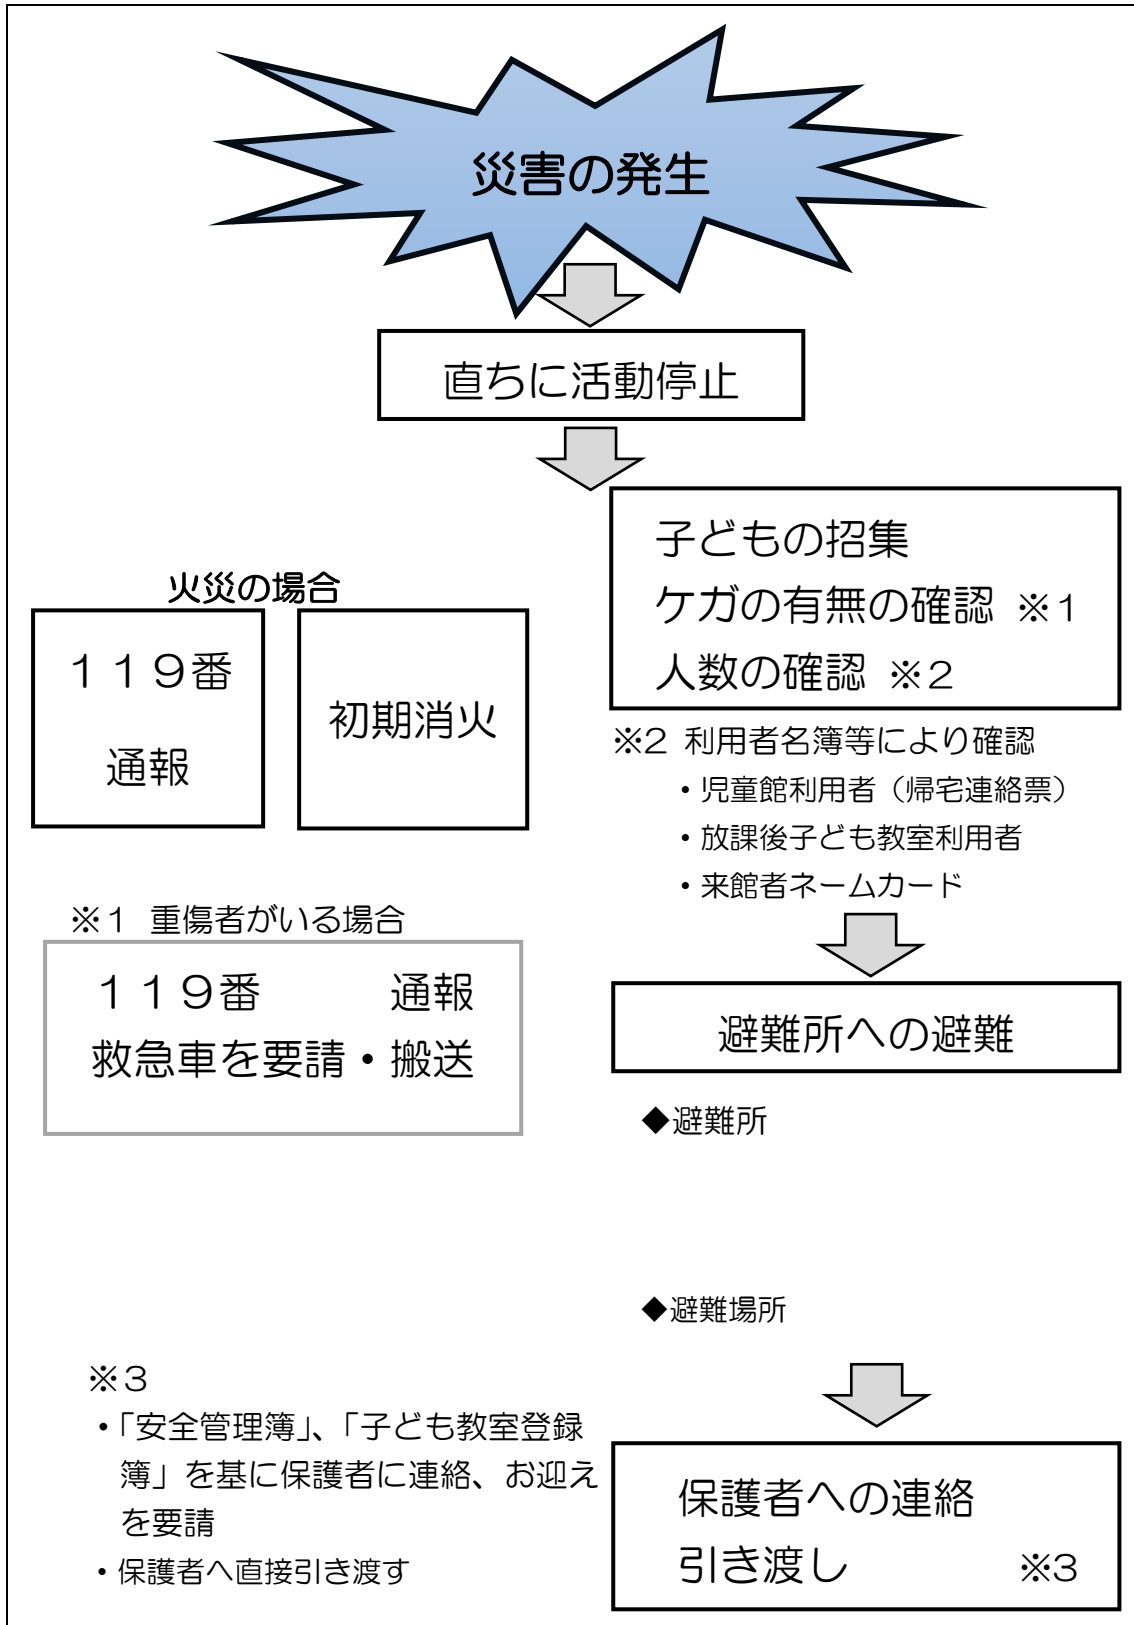 災害の発生
直ちに活動停止
子どもの招集
ケガの有無の確認 ※1
人数の確認 ※2
火災の場合
119番
通報
初期消火
※2 利用者名簿等により確認
・児童館利用者（帰宅連絡票）
・放課後子ども教室利用者
・来館者ネームカード
※1 重傷者がいる場合
119番 通報
救急車を要請・搬送
避難所への避難
◆避難所
◆避難場所
※3
・「安全管理簿」、「子ども教室登録
簿」を基に保護者に連絡、お迎え
を要請
・保護者へ直接引き渡す
保護者への連絡
引き渡し ※3